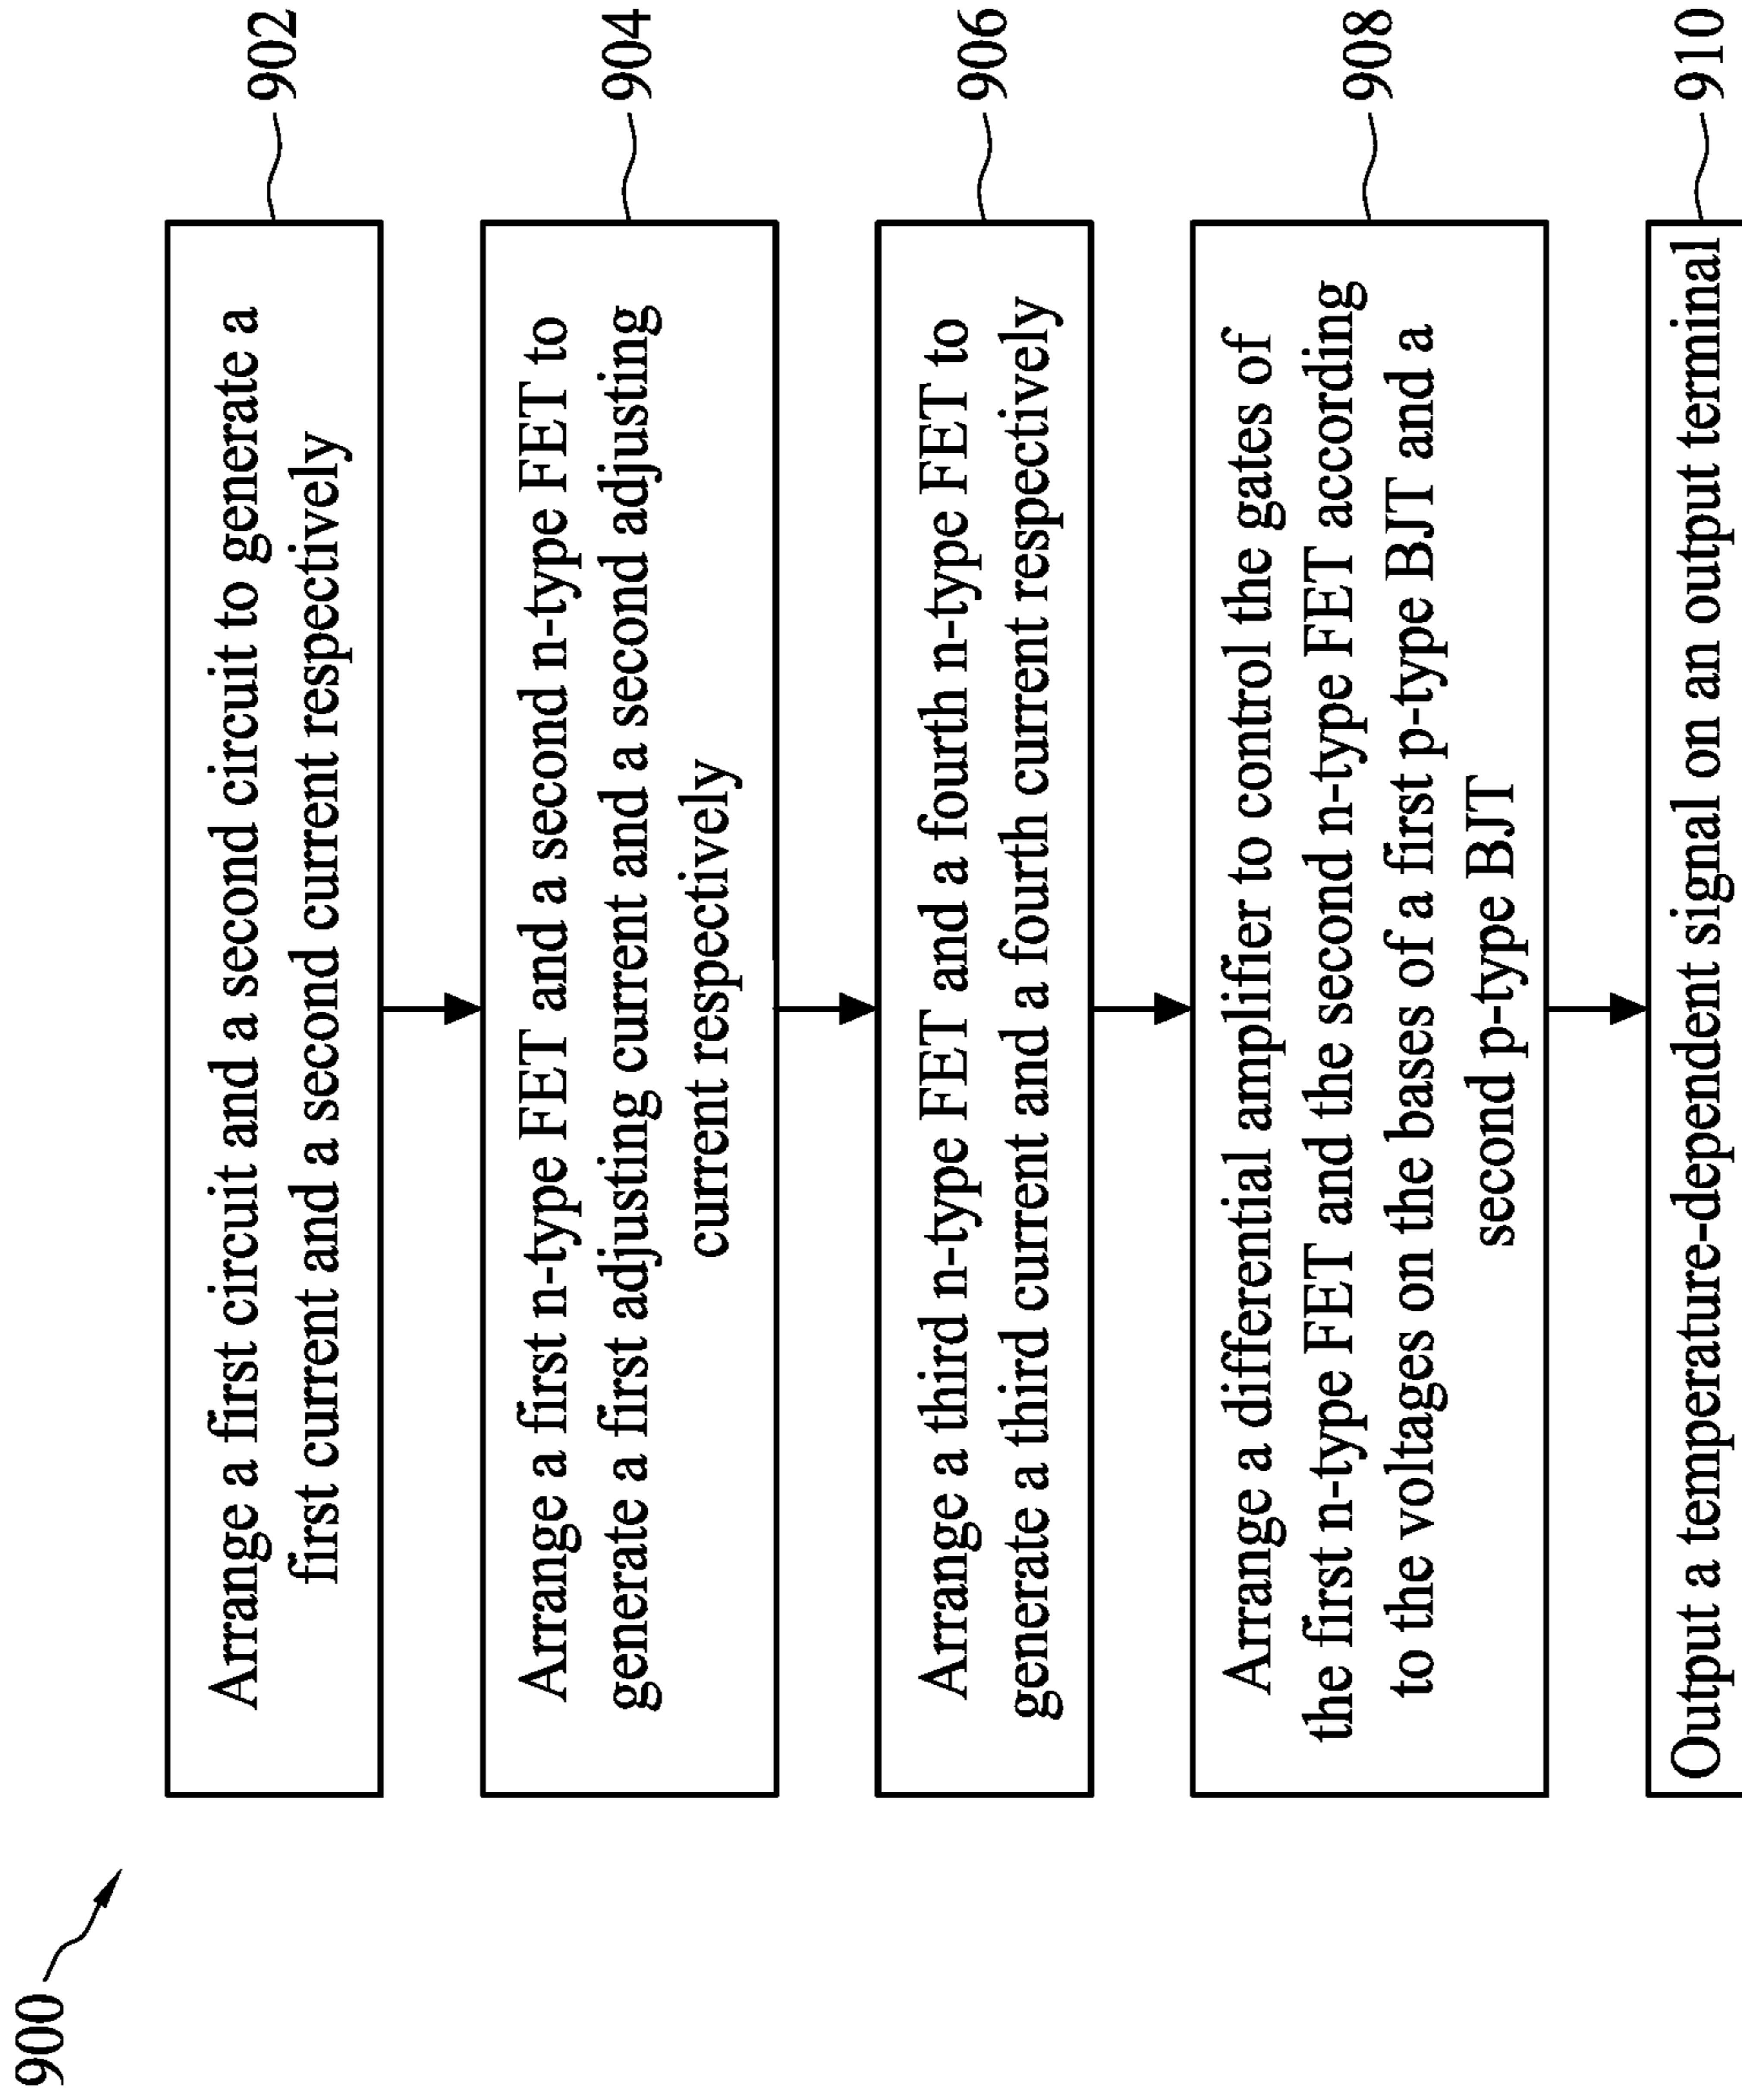 900
Arrange a first circuit and a second circuit to generate a
first current and a second current respectively
902
Arrange a first n-type FET and a second n-type FET to
generate a first adjusting current and a second adjusting
current respectively
904
Arrange a third n-type FET and a fourth n-type FET to
generate a third current and a fourth current respectively
906
Arrange a differential amplifier to control the gates of
the first n-type FET and the second n-type FET according
to the voltages on the bases of a first p-type BJT and a
second p-type BJT
908
Output a temperature-dependent signal on an output terminal
910